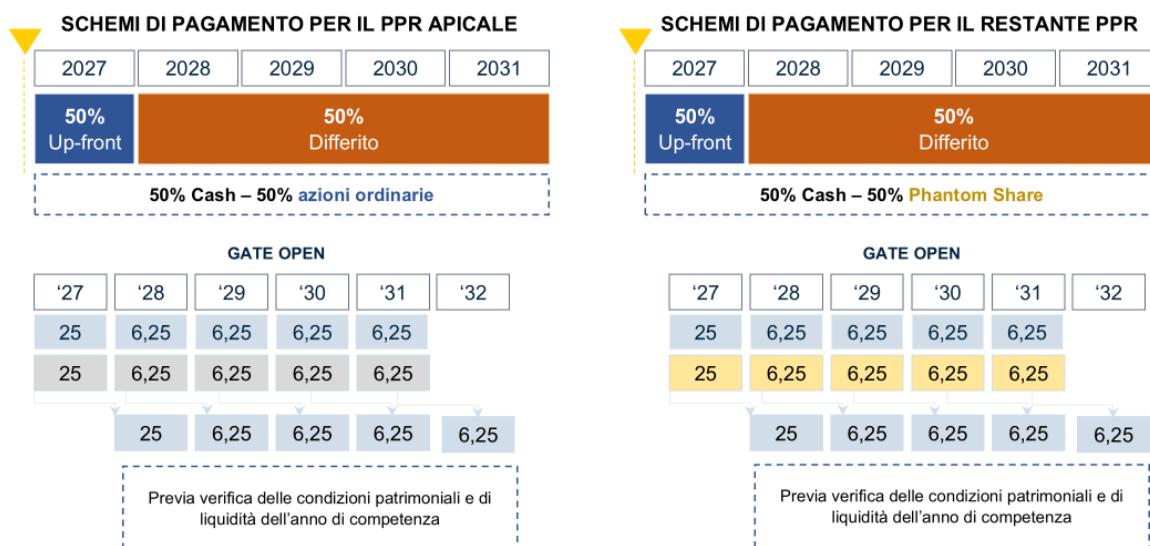 SCHEMI DI PAGAMENTO PER IL PPR APICALE
2027 2028 2029 2030 2031
50% 50%
Up-front Differito
50% Cash – 50% azioni ordinarie
GATE OPEN
‘27 ‘28 ‘29 ‘30 ‘31 ‘32
25 6,25 6,25 6,25 6,25
25 6,25 6,25 6,25 6,25
25 6,25 6,25 6,25 6,25
Previa verifica delle condizioni patrimoniali e di
liquidità dell’anno di competenza
SCHEMI DI PAGAMENTO PER IL RESTANTE PPR
2027 2028 2029 2030 2031
50% 50%
Up-front Differito
50% Cash – 50% Phantom Share
GATE OPEN
‘27 ‘28 ‘29 ‘30 ‘31 ‘32
25 6,25 6,25 6,25 6,25
25 6,25 6,25 6,25 6,25
25 6,25 6,25 6,25 6,25
Previa verifica delle condizioni patrimoniali e di
liquidità dell’anno di competenza